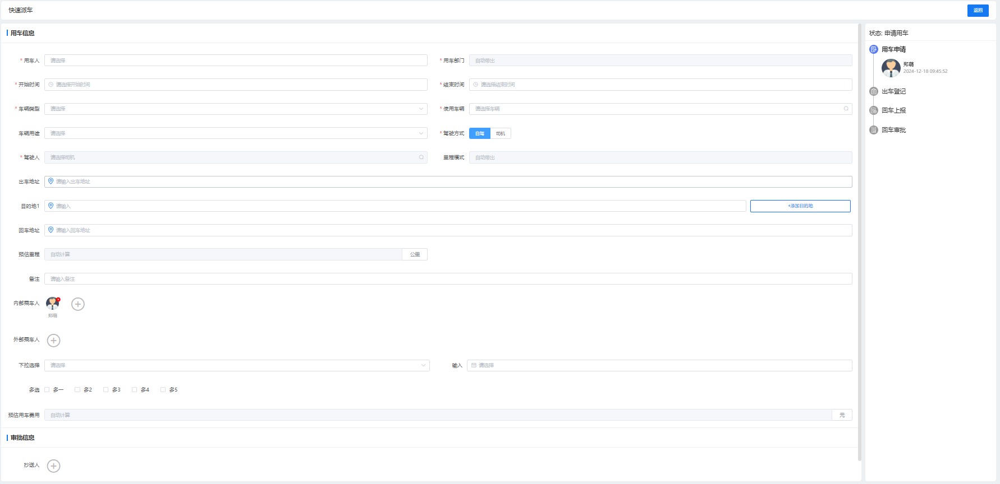 快速派车
返回
用车信息
* 用车人 请选择
* 用车部门 自动带出
* 开始时间 请选择开始时间
* 结束时间 请选择结束时间
* 车辆类型 请选择
* 使用车辆 请选择车辆
车辆用途 请选择
* 驾驶方式 自驾 司机
* 驾驶人 请选择司机
里程模式 自动带出
出车地址 请输入出车地址
目的地1 请输入
+添加目的地
回车地址 请输入回车地址
预估里程 自动计算 公里
备注 请输入备注
内部乘车人
郑萌
外部乘车人
下拉选择 请选择
输入 请选择
多选 多一 多2 多3 多4 多5
预估用车费用 自动计算 元
审批信息
抄送人
状态: 申请用车
用车申请
郑萌
2024-12-18 09:45:52
出车登记
回车上报
回车审批